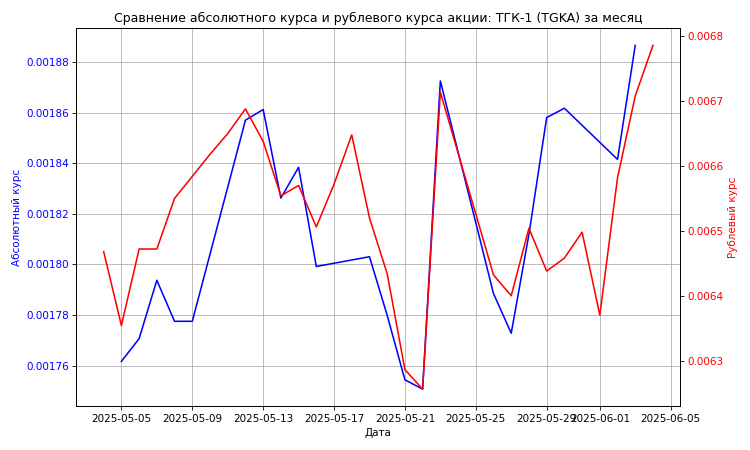 Сравнение абсолютного курса и рублевого курса акции: ТГК-1 (TGKA) за месяц
Абсолютный курс
0.00188
0.00186
0.00184
0.00182
0.00180
0.00178
0.00176
0.0068
0.0067
0.0066
0.0065
0.0064
0.0063
Рублевый курс
2025-05-05 2025-05-09 2025-05-13 2025-05-17 2025-05-21 2025-05-25 2025-05-29 2025-06-01 2025-06-05
Дата